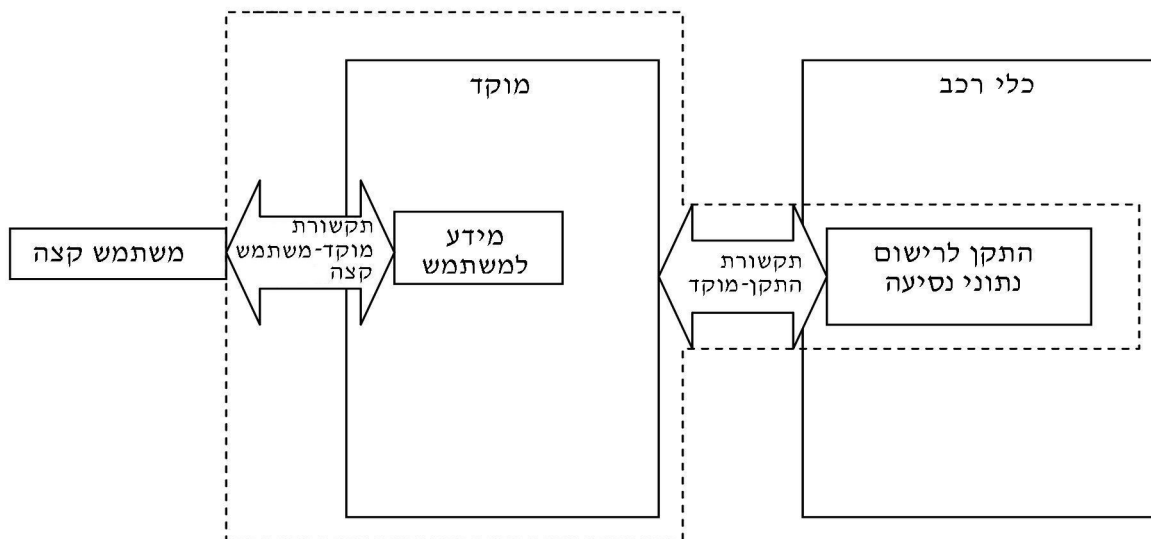 כלי רכב
מוקד
התקן לרישום
נתוני נסיעה
תקשורת
התקן-מוקד
מידע
למשתמש
תקשורת
מוקד-משתמש
קצה
משתמש קצה